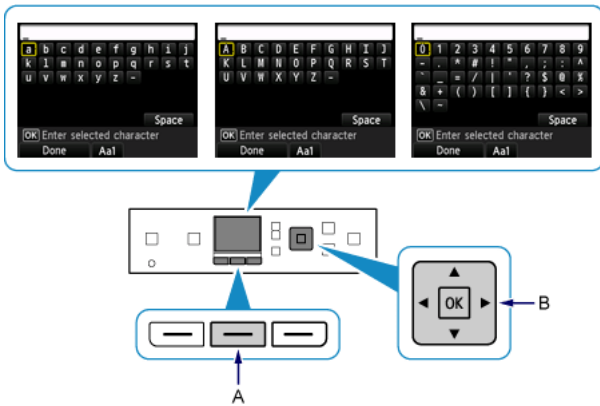 a b c d e f g h i j
k l m n o p q r s t
u v w x y z -
Space
OK Enter selected character
Done Aa1
A B C D E F G H I J
K L M N O P Q R S T
U V W X Y Z -
Space
OK Enter selected character
Done Aa1
0 1 2 3 4 5 6 7 8 9
- . * # ! " , ; : ^
` _ = / | ' ? $ @ %
& + ( ) [ ] { } < >
\ ~
Space
OK Enter selected character
Done Aa1
OK
B
A